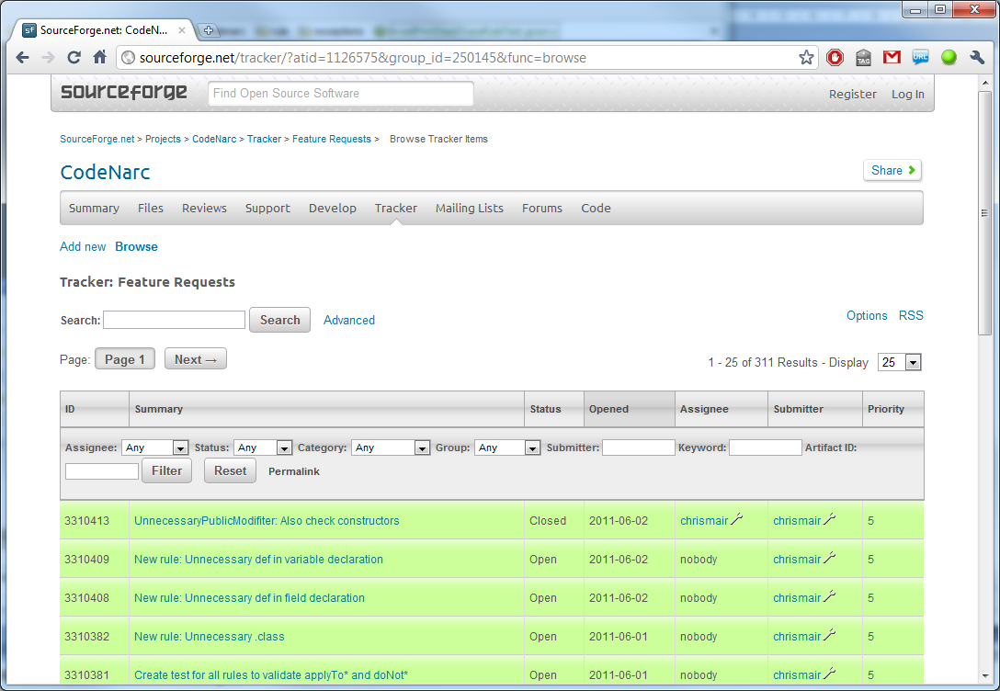 SourceForge.net: CodeN...
sourceforge.net/tracker/?atid=1126575&group_id=250145&func=browse
TAG
URL
sourceforge Find Open Source Software Register Log In
SourceForge.net > Projects > CodeNarc > Tracker > Feature Requests > Browse Tracker Items
CodeNarc Share
Summary Files Reviews Support Develop Tracker Mailing Lists Forums Code
Add new Browse
Tracker: Feature Requests
Search: Search Advanced Options RSS
Page: Page 1 Next → 1 - 25 of 311 Results - Display 25
ID Summary Status Opened Assignee Submitter Priority
Assignee: Any Status: Any Category: Any Group: Any Submitter: Keyword: Artifact ID:
Filter Reset Permalink
3310413 UnnecessaryPublicModifiter: Also check constructors Closed 2011-06-02 chrismair chrismair 5
3310409 New rule: Unnecessary def in variable declaration Open 2011-06-02 nobody chrismair 5
3310408 New rule: Unnecessary def in field declaration Open 2011-06-02 nobody chrismair 5
3310382 New rule: Unnecessary .class Open 2011-06-01 nobody chrismair 5
3310381 Create test for all rules to validate applyTo* and doNot* Open 2011-06-01 nobody chrismair 5